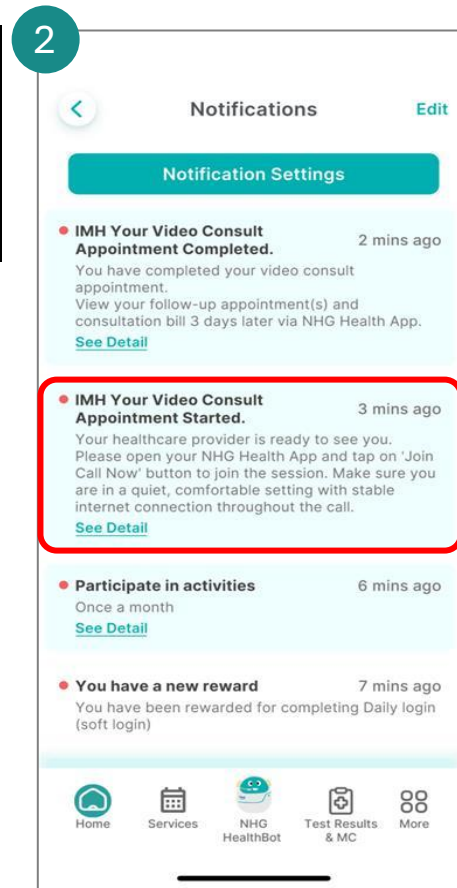 2
Notifications
Edit
Notification Settings
IMH Your Video Consult
Appointment Completed.
2 mins ago
You have completed your video consult
appointment.
View your follow-up appointment(s) and
consultation bill 3 days later via NHG Health App.
See Detail
IMH Your Video Consult
Appointment Started.
3 mins ago
Your healthcare provider is ready to see you.
Please open your NHG Health App and tap on 'Join
Call Now' button to join the session. Make sure you
are in a quiet, comfortable setting with stable
internet connection throughout the call.
See Detail
Participate in activities
6 mins ago
Once a month
See Detail
You have a new reward
7 mins ago
You have been rewarded for completing Daily login
(soft login)
Home
Services
NHG
HealthBot
Test Results
& MC
More